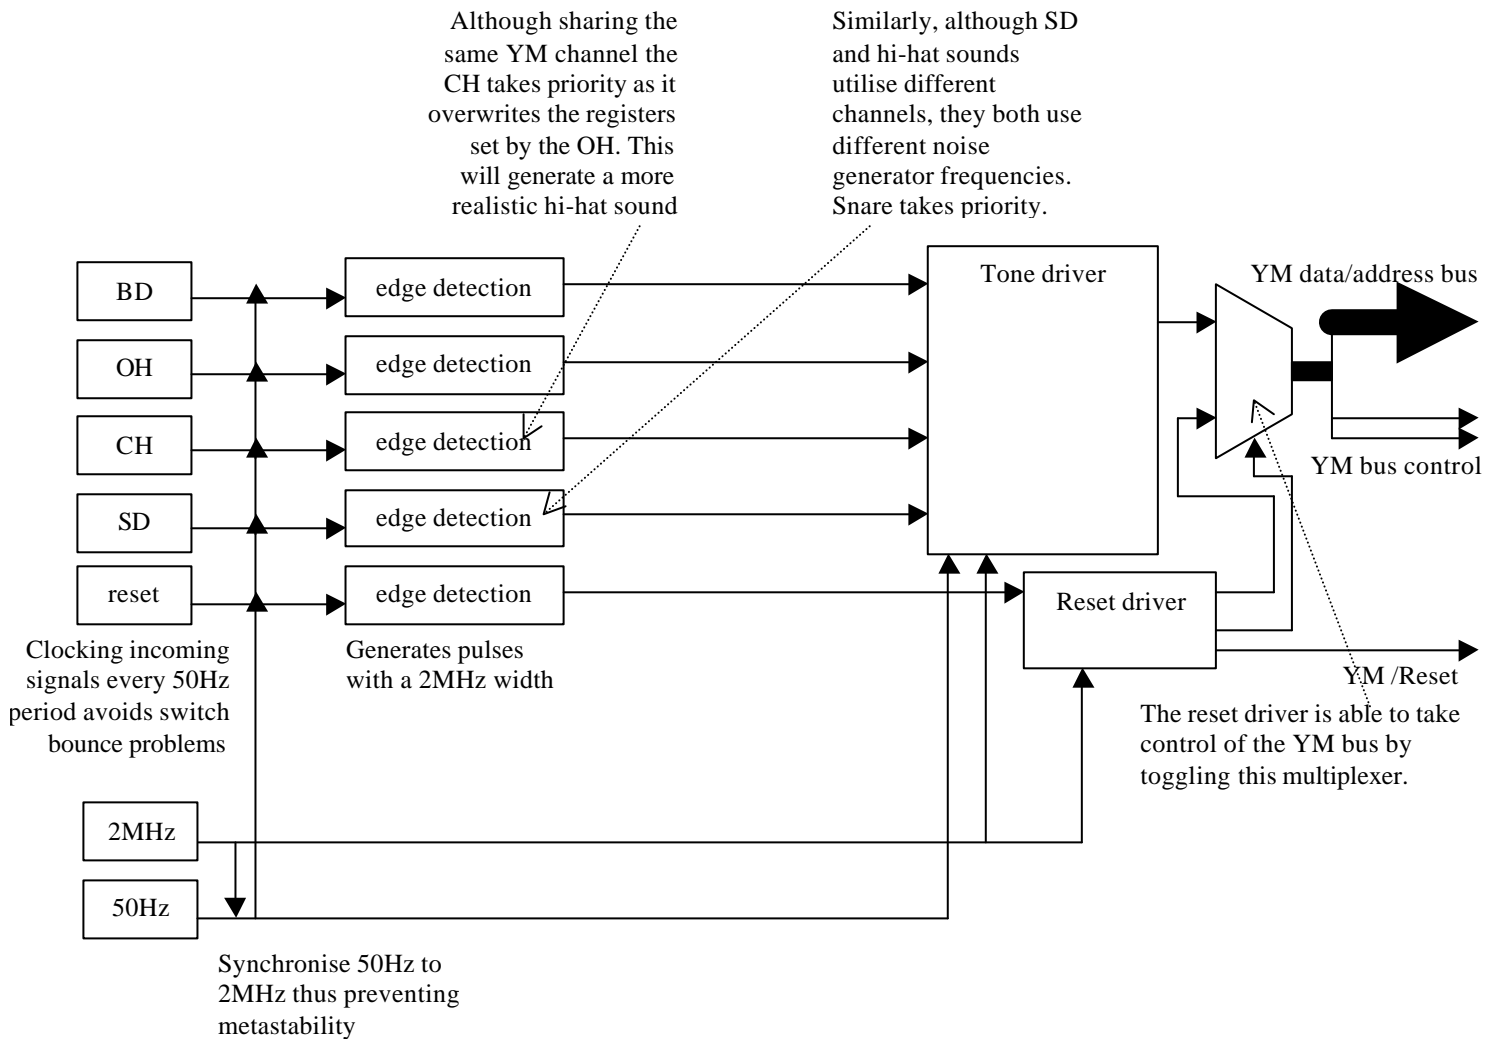 Although sharing the
same YM channel the
CH takes priority as it
overwrites the registers
set by the OH. This
will generate a more
realistic hi-hat sound
Similarly, although SD
and hi-hat sounds
utilise different
channels, they both use
different noise
generator frequencies.
Snare takes priority.
BD
edge detection
Tone driver
YM data/address bus
OH
edge detection
CH
edge detection
YM bus control
SD
edge detection
reset
edge detection
Reset driver
Clocking incoming
signals every 50Hz
period avoids switch
bounce problems
Generates pulses
with a 2MHz width
YM /Reset
The reset driver is able to take
control of the YM bus by
toggling this multiplexer.
2MHz
50Hz
Synchronise 50Hz to
2MHz thus preventing
metastability